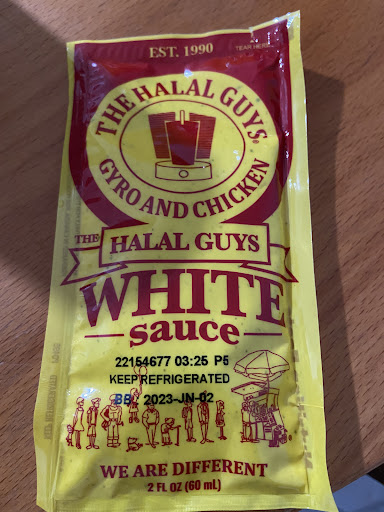 EST. 1990
TEAR HERE
THE HALAL GUYS®
GYRO AND CHICKEN
THE HALAL GUYS
WHITE
sauce
22154677 03:25 P5
KEEP REFRIGERATED
BB 2023-JN-02
WE ARE DIFFERENT
2 FL OZ (60 mL)